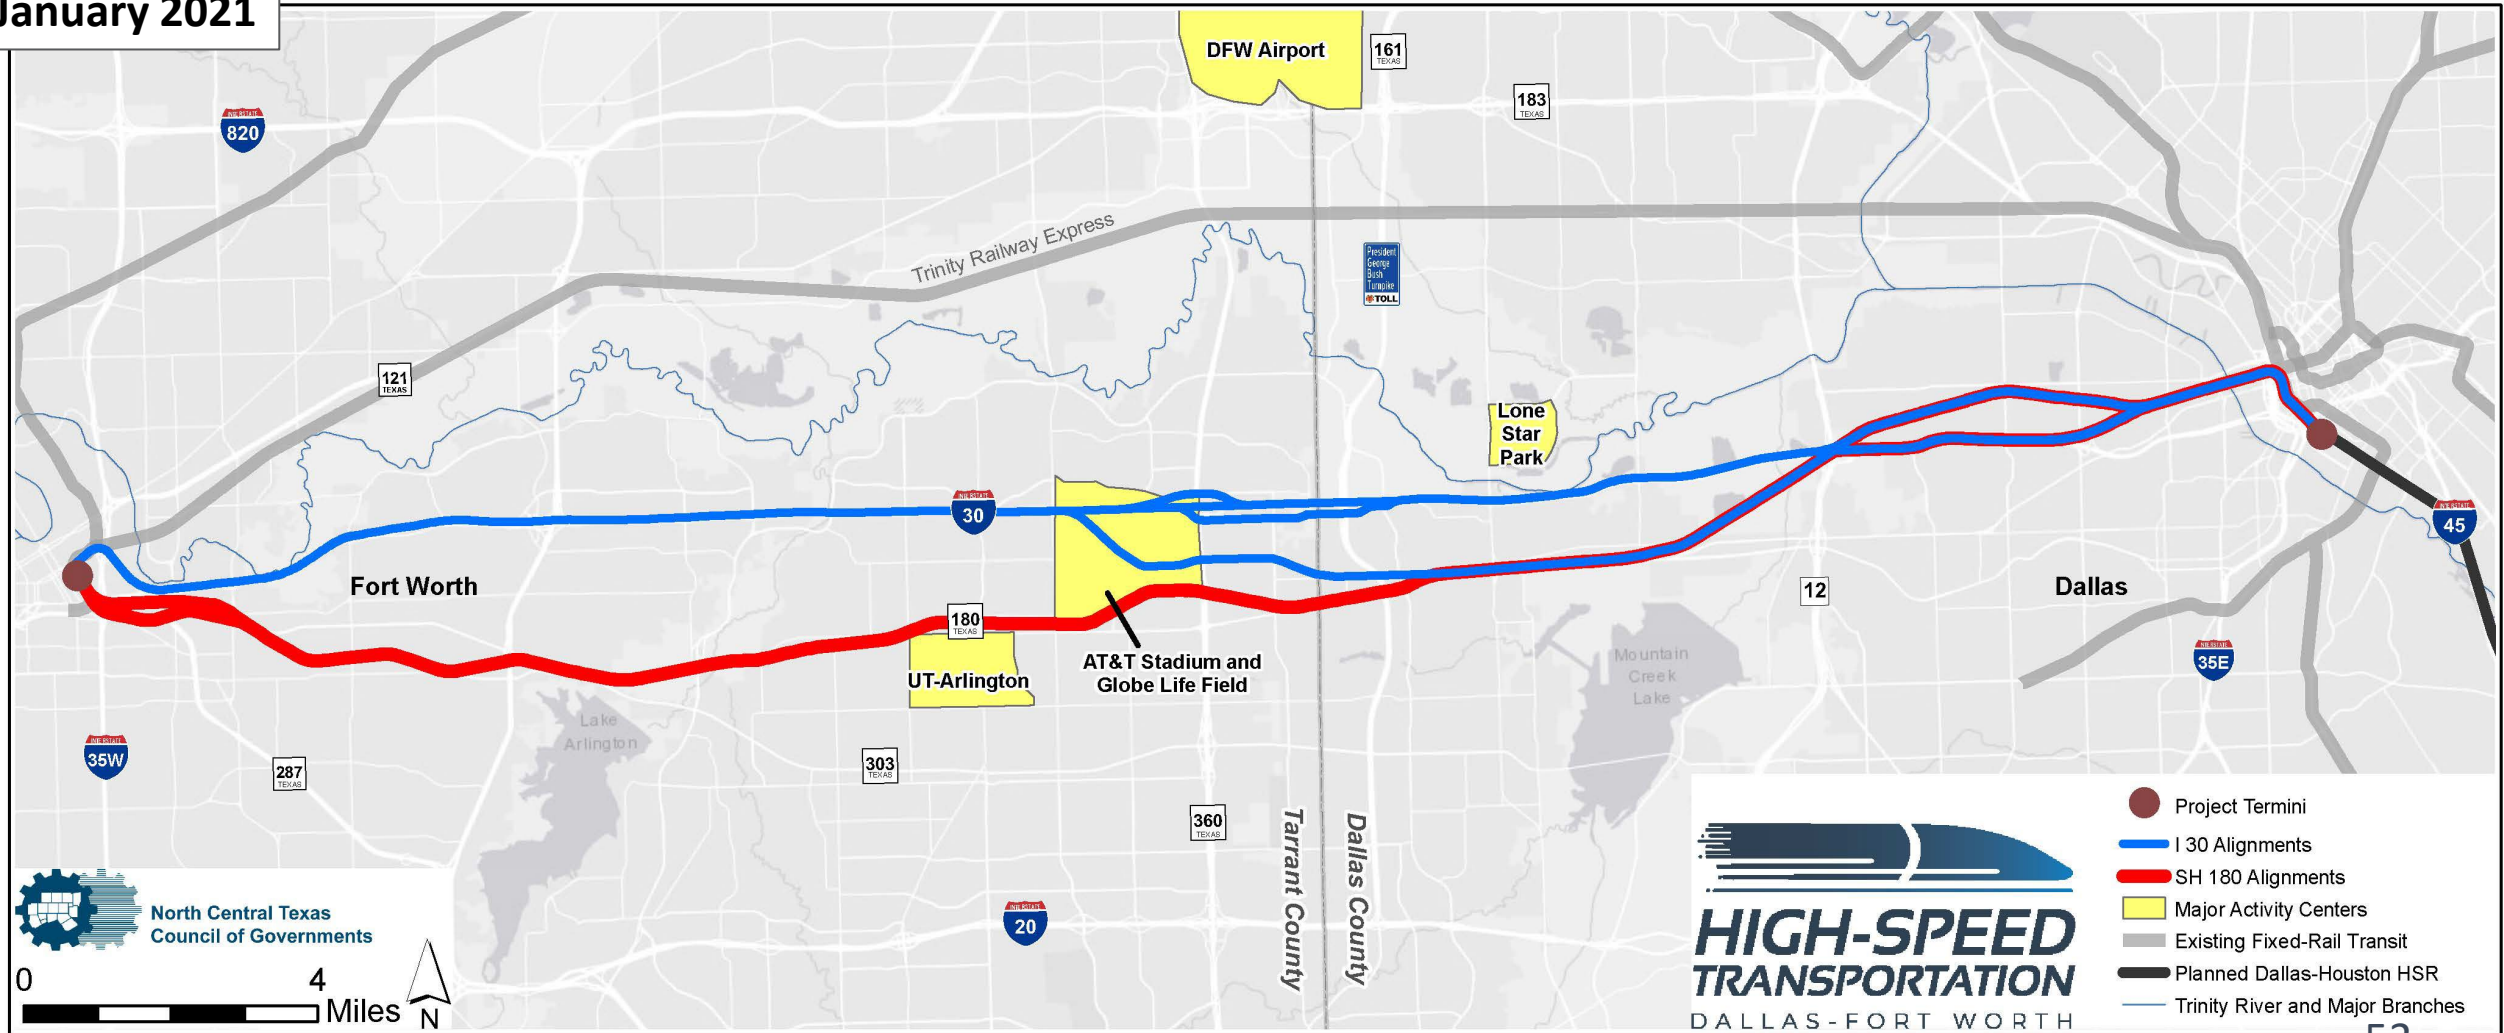 January 2021
DFW Airport
161
TEXAS
183
TEXAS
INTERSTATE
820
Trinity Railway Express
President
George
Bush
Turnpike
TOLL
121
TEXAS
Lone
Star
Park
INTERSTATE
30
INTERSTATE
45
Fort Worth
180
TEXAS
12
Dallas
AT&T Stadium and
Globe Life Field
UT-Arlington
Mountain
Creek
Lake
INTERSTATE
35E
Lake
Arlington
INTERSTATE
35W
287
TEXAS
303
TEXAS
360
TEXAS
Tarrant County
Dallas County
INTERSTATE
20
North Central Texas
Council of Governments
0 4
Miles
N
HIGH-SPEED
TRANSPORTATION
DALLAS-FORT WORTH
Project Termini
I 30 Alignments
SH 180 Alignments
Major Activity Centers
Existing Fixed-Rail Transit
Planned Dallas-Houston HSR
Trinity River and Major Branches